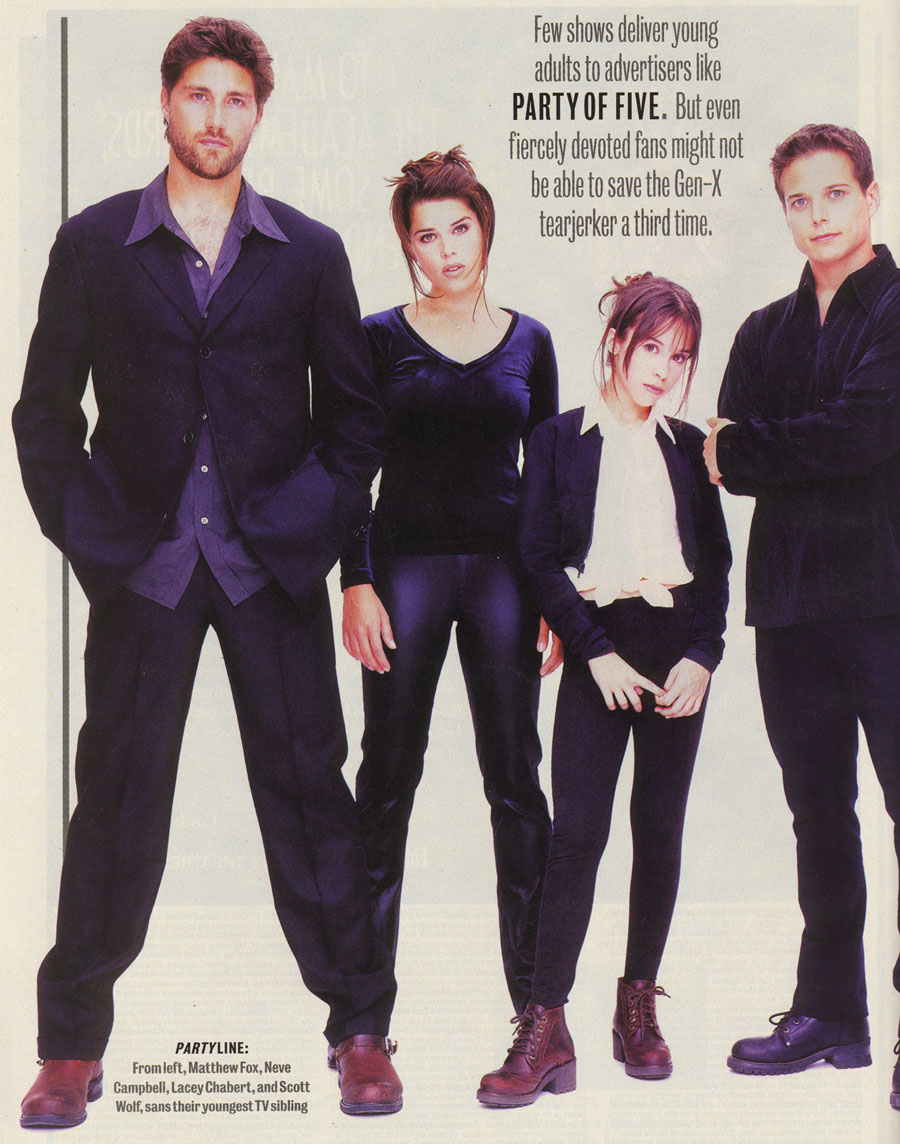 Few shows deliver young
adults to advertisers like
PARTY OF FIVE. But even
fiercely devoted fans might not
be able to save the Gen-X
tearjerker a third time.
PARTYLINE:
From left, Matthew Fox, Neve
Campbell, Lacey Chabert, and Scott
Wolf, sans their youngest TV sibling